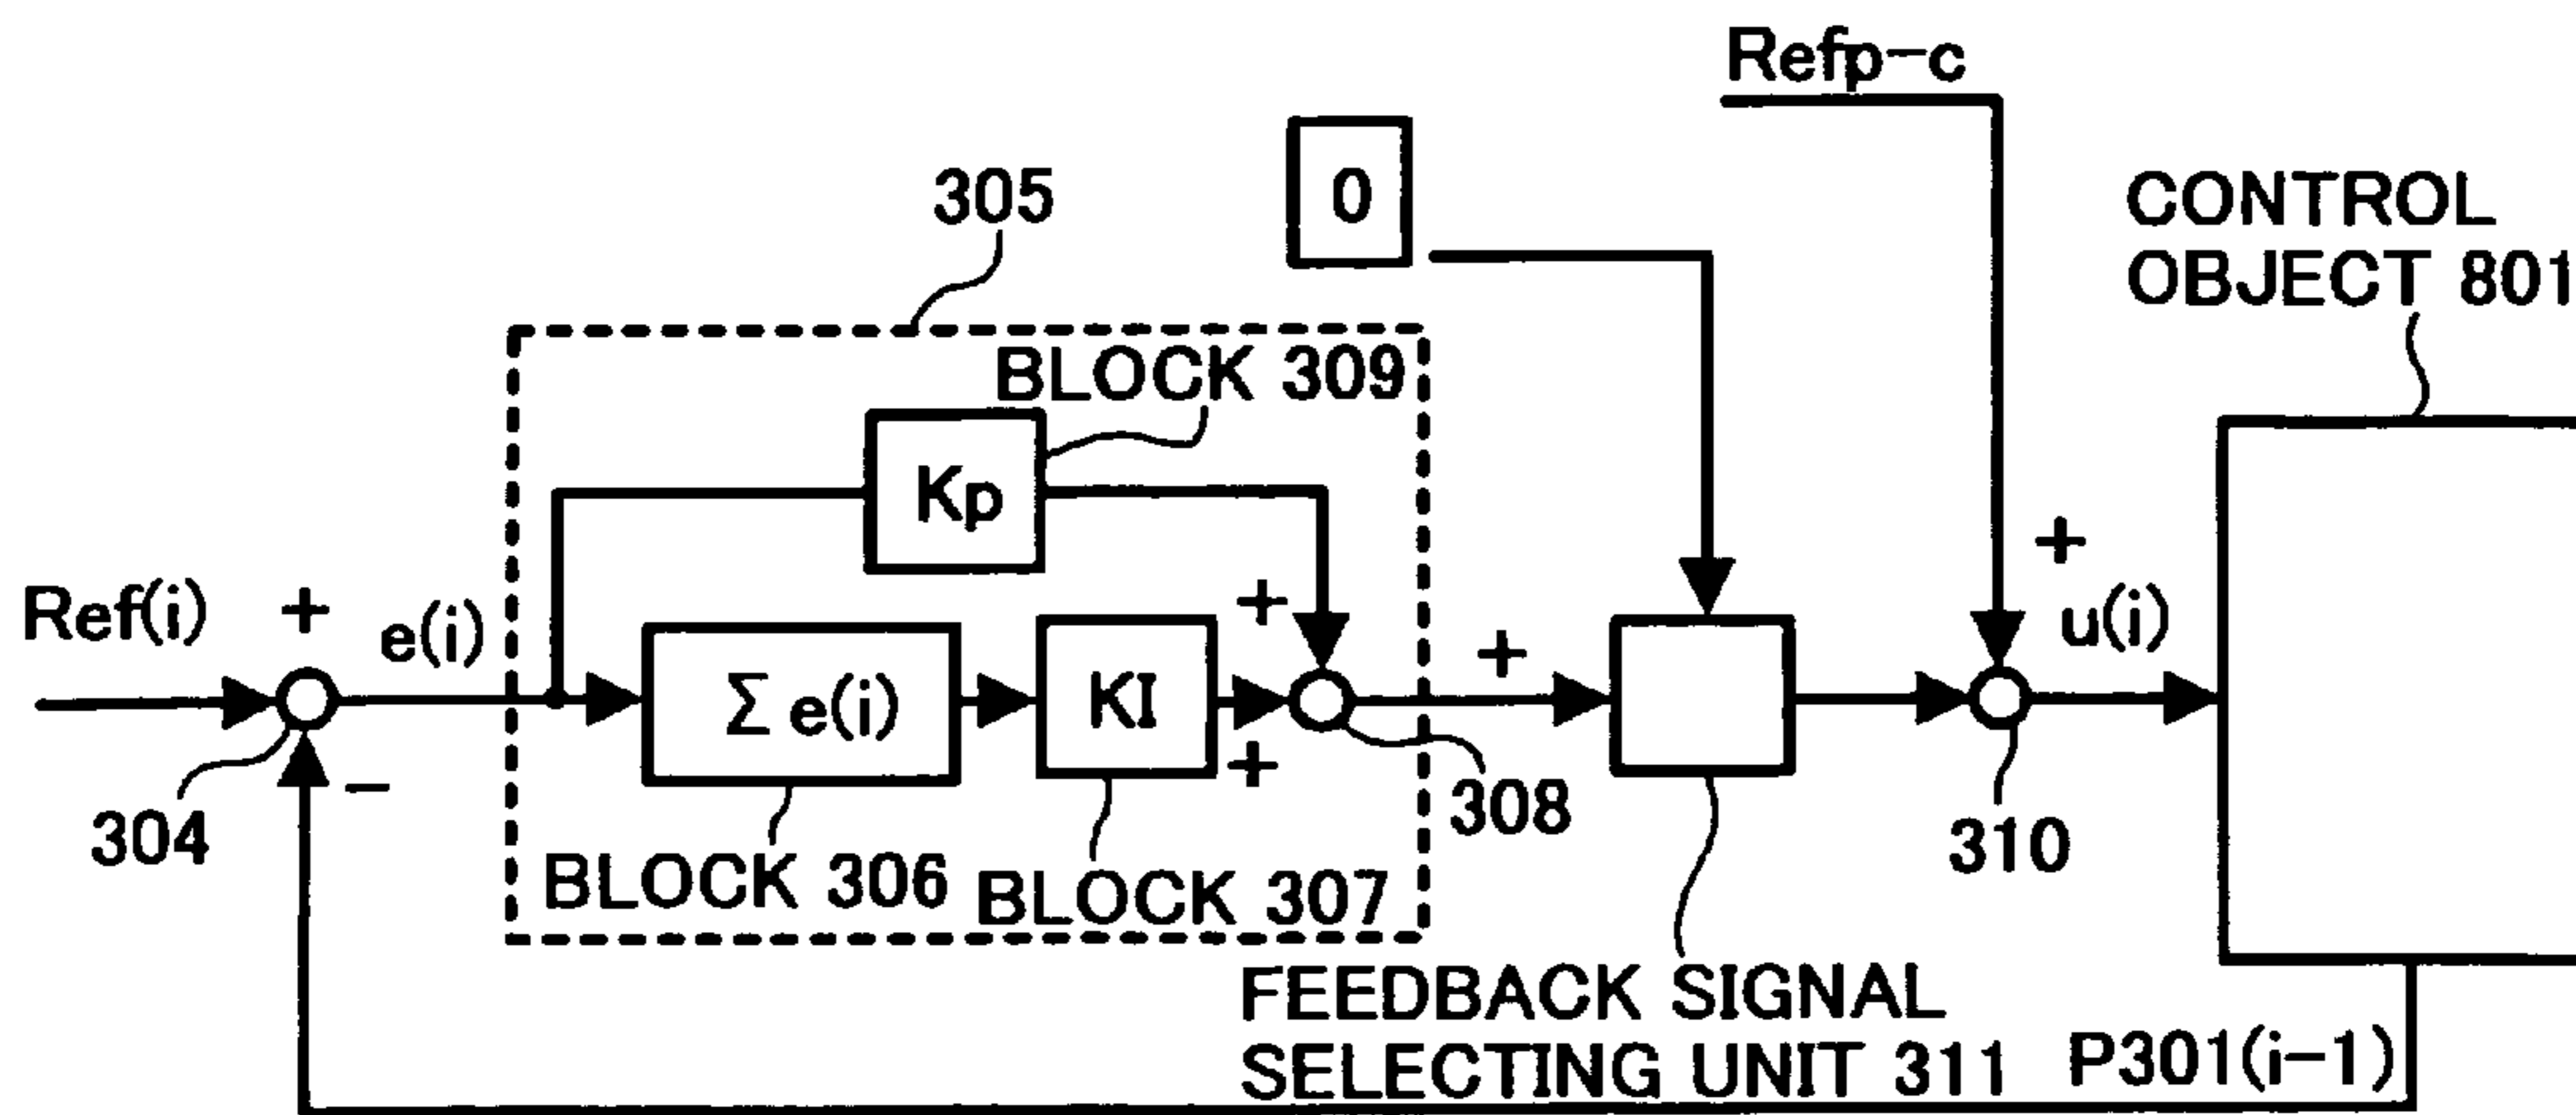 Refp-c
0
305
CONTROL
OBJECT 801
BLOCK 309
Kp
+
Ref(i)
+
e(i)
+
+
u(i)
Σ e(i)
KI
+
-
304
308
310
BLOCK 306
BLOCK 307
FEEDBACK SIGNAL
SELECTING UNIT 311
P301(i-1)